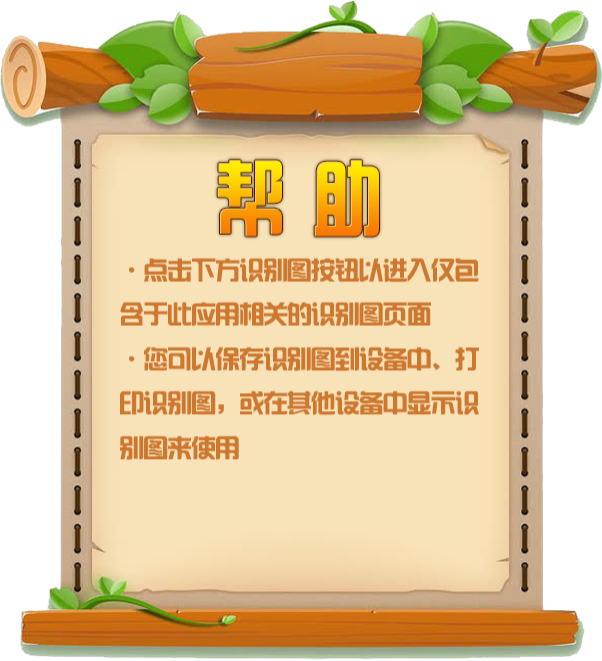 帮助
·点击下方识别图按钮以进入仅包
含于此应用相关的识别图页面
·您可以保存识别图到设备中、打
印识别图，或在其他设备中显示识
别图来使用